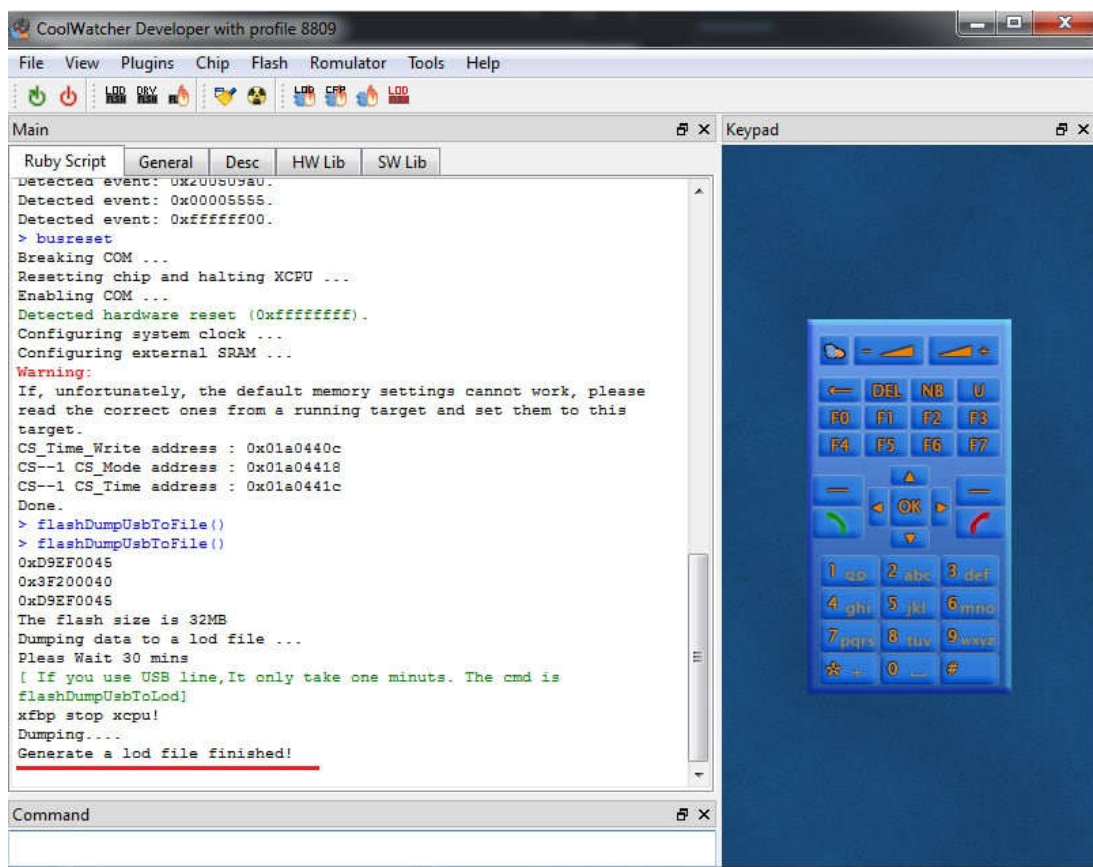 CoolWatcher Developer with profile 8809
File View Plugins Chip Flash Romulator Tools Help
Main
Keypad
Ruby Script General Desc HW Lib SW Lib
Detected event: 0x200509a0.
Detected event: 0x00005555.
Detected event: 0xffffff00.
> busreset
Breaking COM ...
Resetting chip and halting XCPU ...
Enabling COM ...
Detected hardware reset (0xffffffff).
Configuring system clock ...
Configuring external SRAM ...
Warning:
If, unfortunately, the default memory settings cannot work, please
read the correct ones from a running target and set them to this
target.
CS_Time_Write address : 0x01a0440c
CS--1 CS_Mode address : 0x01a04418
CS--1 CS_Time address : 0x01a0441c
Done.
> flashDumpUsbToFile()
> flashDumpUsbToFile()
0xD9EF0045
0x3F200040
0xD9EF0045
The flash size is 32MB
Dumping data to a lod file ...
Pleas Wait 30 mins
[ If you use USB line,It only take one minuts. The cmd is
flashDumpUsbToLod]
xfbp stop xcpu!
Dumping....
Generate a lod file finished!
Command
DEL NB U
F0 F1 F2 F3
F4 F5 F6 F7
OK
1 2 abc 3 def
4 ghi 5 jkl 6 mno
7 pqrs 8 tuv 9 wxyz
* + 0 #